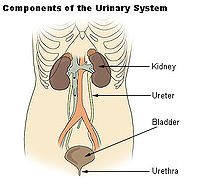 Components of the Urinary System
Kidney
Ureter
Bladder
Urethra